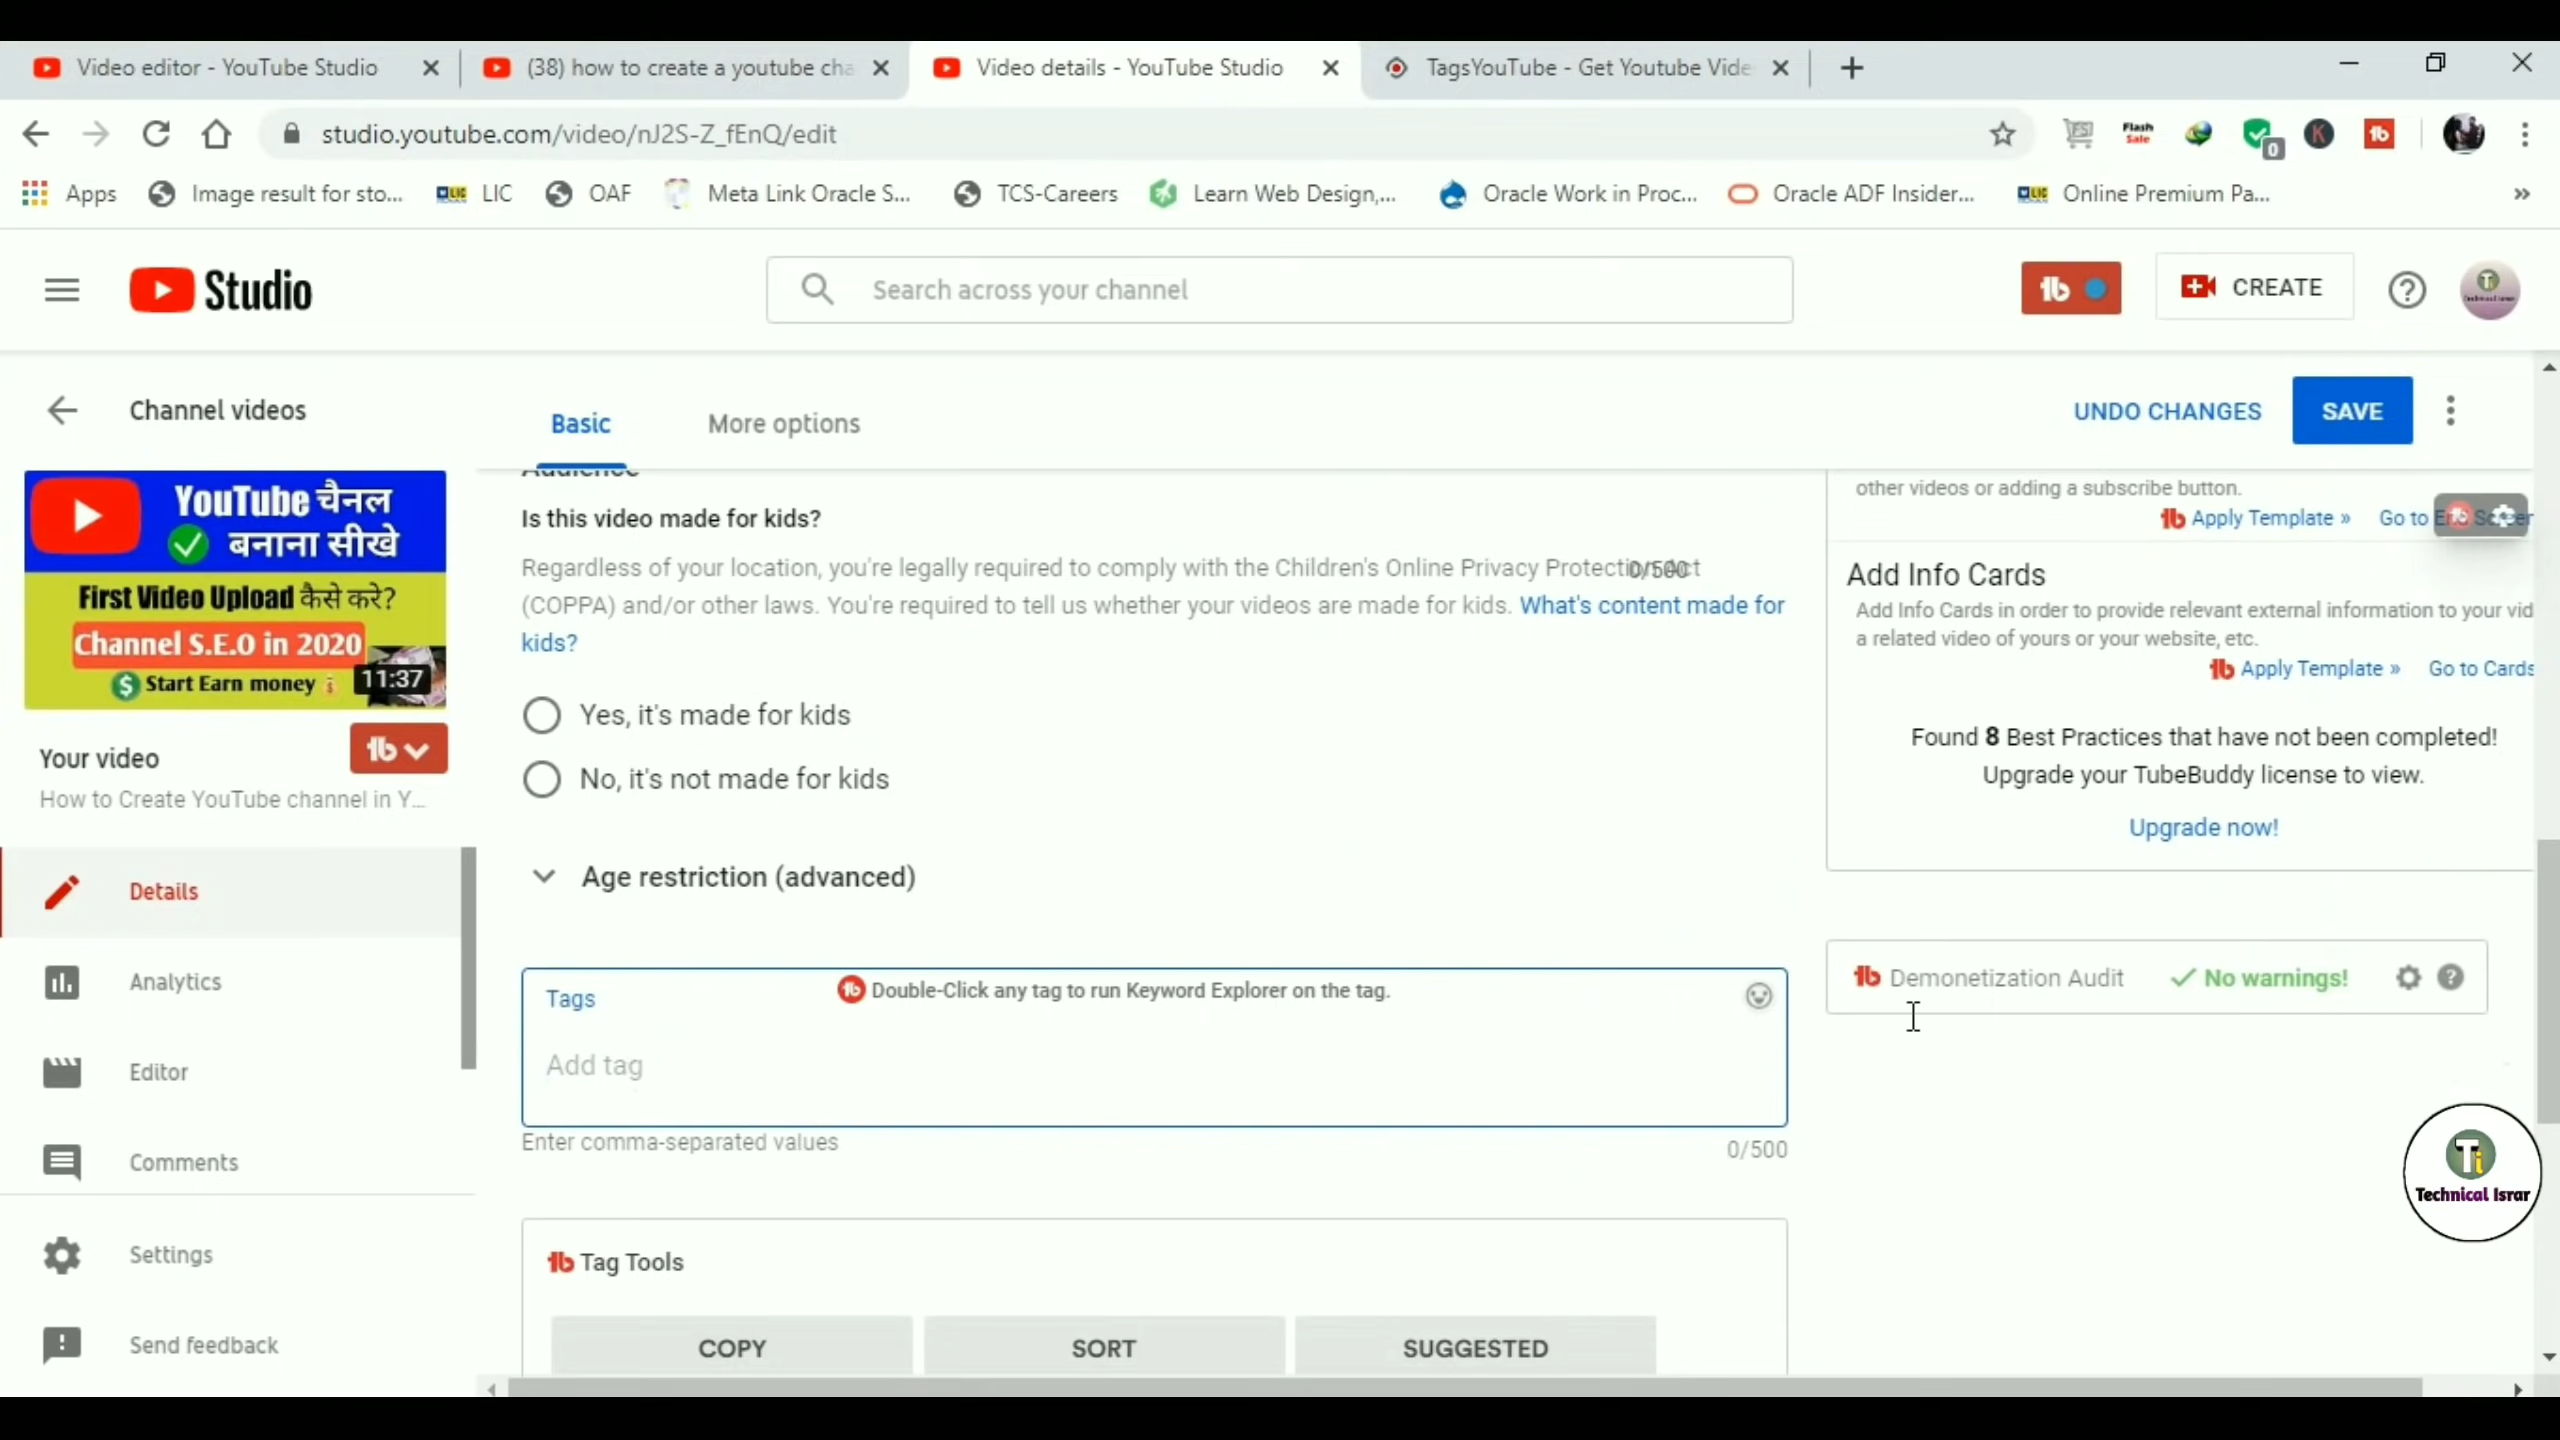 Video editor - YouTube Studio
(38) how to create a youtube cha
Video details - YouTube Studio
TagsYouTube - Get Youtube Vide
studio.youtube.com/video/nJ2S-Z_fEnQ/edit
Flash
Sale
0
Apps
Image result for sto...
LIC
OAF
Meta Link Oracle S...
TCS-Careers
Learn Web Design,...
Oracle Work in Proc...
Oracle ADF Insider...
Online Premium Pa...
Studio
Search across your channel
CREATE
Channel videos
Basic
More options
UNDO CHANGES
SAVE
YouTube चैनल
बनाना सीखे
First Video Upload कैसे करे?
Channel S.E.O in 2020
$ Start Earn money
11:37
Your video
How to Create YouTube channel in Y...
Details
Analytics
Editor
Comments
Settings
Send feedback
Audience
Is this video made for kids?
Regardless of your location, you're legally required to comply with the Children's Online Privacy Protection Act
0/500
(COPPA) and/or other laws. You're required to tell us whether your videos are made for kids. What's content made for
kids?
Yes, it's made for kids
No, it's not made for kids
Age restriction (advanced)
Tags
Double-Click any tag to run Keyword Explorer on the tag.
Add tag
Enter comma-separated values
0/500
Tag Tools
COPY
SORT
SUGGESTED
other videos or adding a subscribe button.
Apply Template »
Go to
Add Info Cards
Add Info Cards in order to provide relevant external information to your vid
a related video of yours or your website, etc.
Apply Template »
Go to Cards
Found 8 Best Practices that have not been completed!
Upgrade your TubeBuddy license to view.
Upgrade now!
Demonetization Audit
No warnings!
Ti
Technical Israr